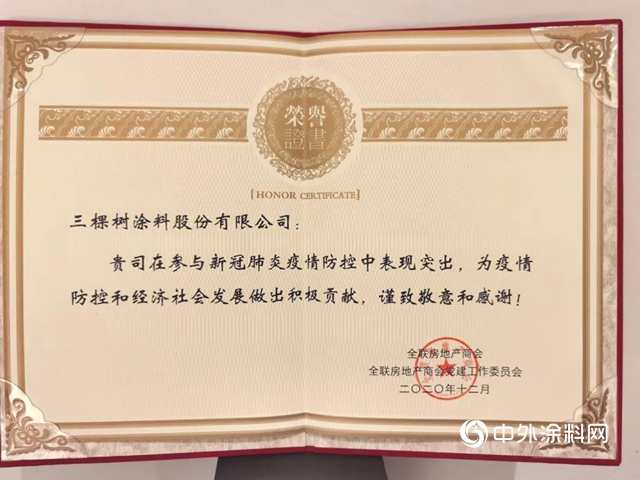 榮譽
證書
[HONOR CERTIFICATE]
三棵树涂料股份有限公司：
贵司在参与新冠肺炎疫情防控中表现突出，为疫情
防控和经济社会发展做出积极贡献，谨致敬意和感谢！
全联房地产商会
全联房地产商会党建工作委员会
二〇二〇年十二月
中外涂料网